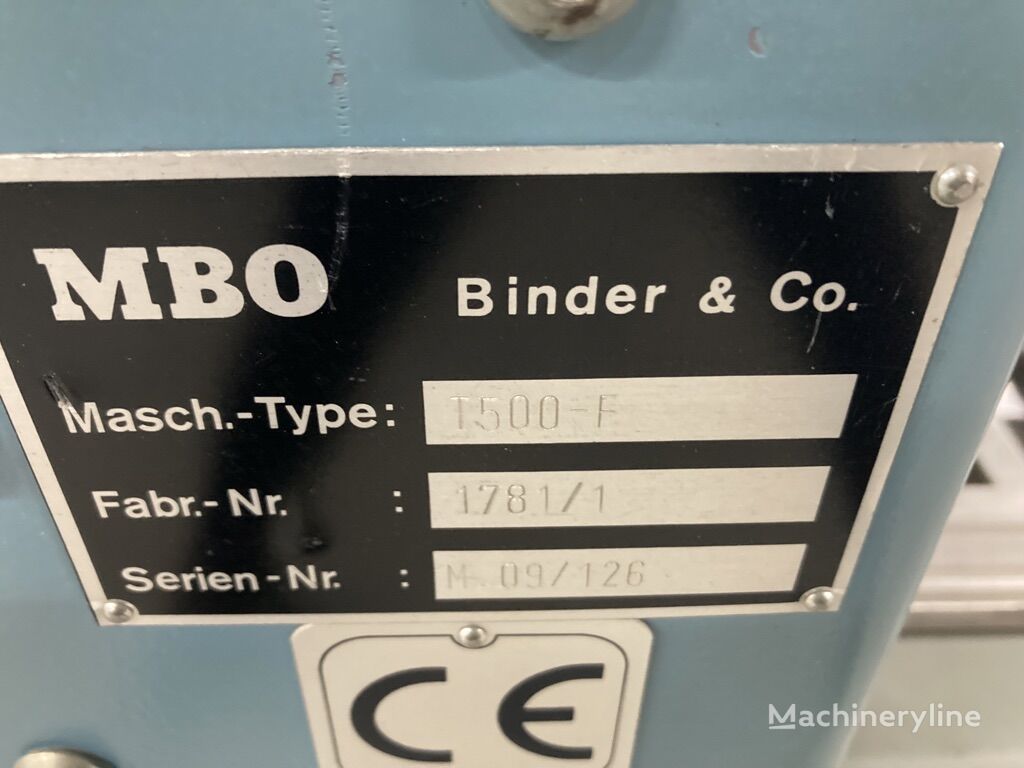 MBO Binder & Co.
Masch.-Type: T500-F
Fabr.-Nr. : 1781/1
Serien-Nr. : M 09/126
CE
Machineryline